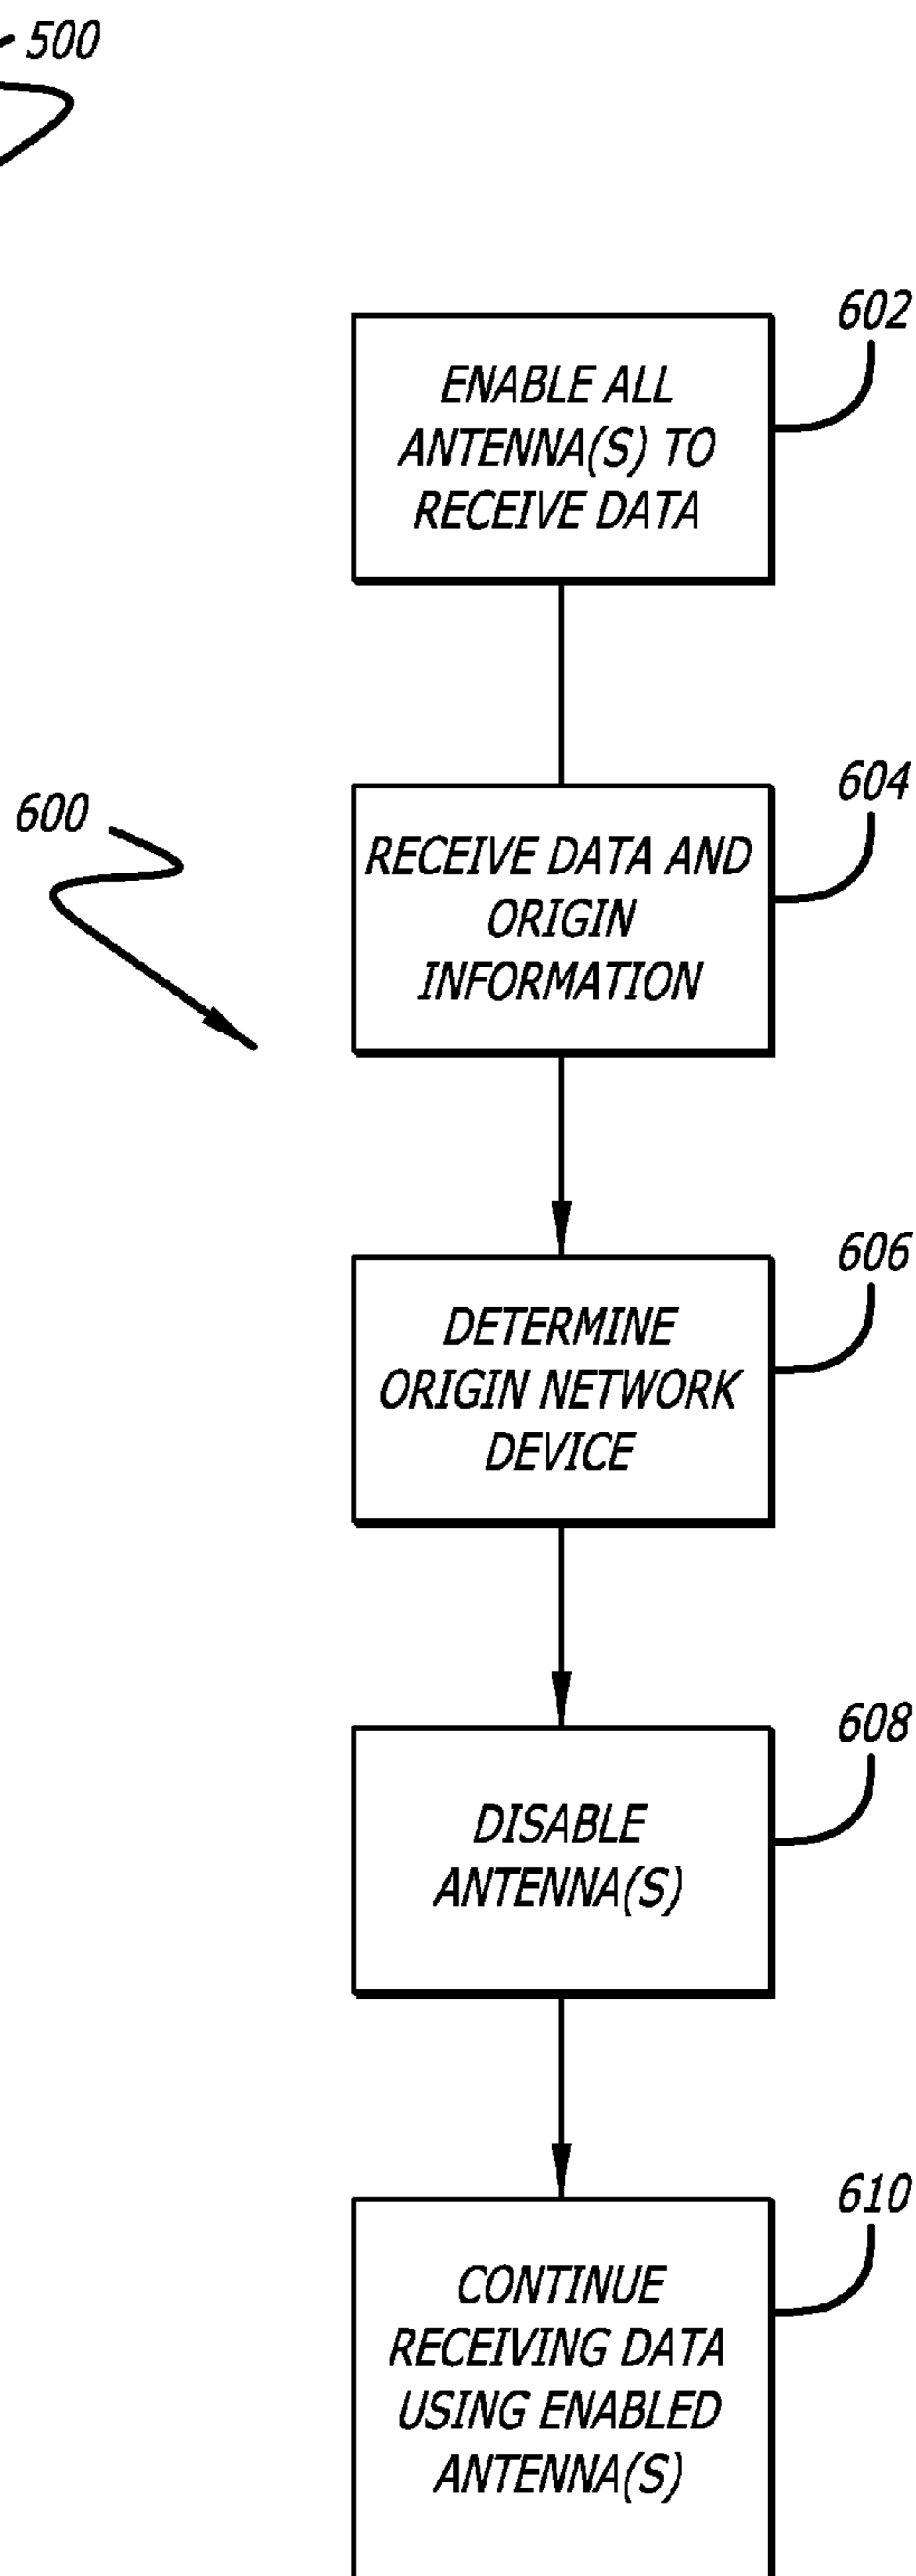 500
602
ENABLE ALL
ANTENNA(S) TO
RECEIVE DATA
600
604
RECEIVE DATA AND
ORIGIN
INFORMATION
606
DETERMINE
ORIGIN NETWORK
DEVICE
608
DISABLE
ANTENNA(S)
610
CONTINUE
RECEIVING DATA
USING ENABLED
ANTENNA(S)